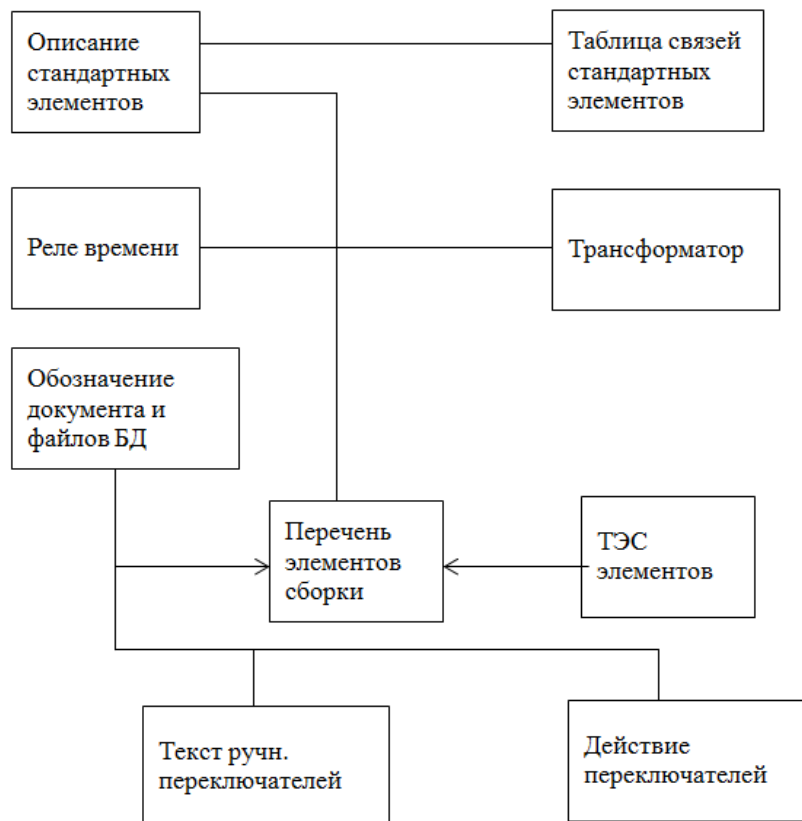 Описание
стандартных
элементов
Таблица связей
стандартных
элементов
Реле времени
Трансформатор
Обозначение
документа и
файлов БД
Перечень
элементов
сборки
ТЭС
элементов
Текст ручн.
переключателей
Действие
переключателей